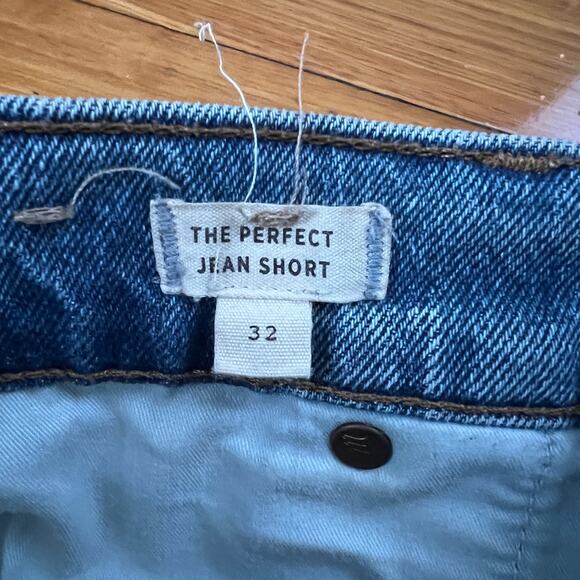 THE PERFECT
JEAN SHORT
32